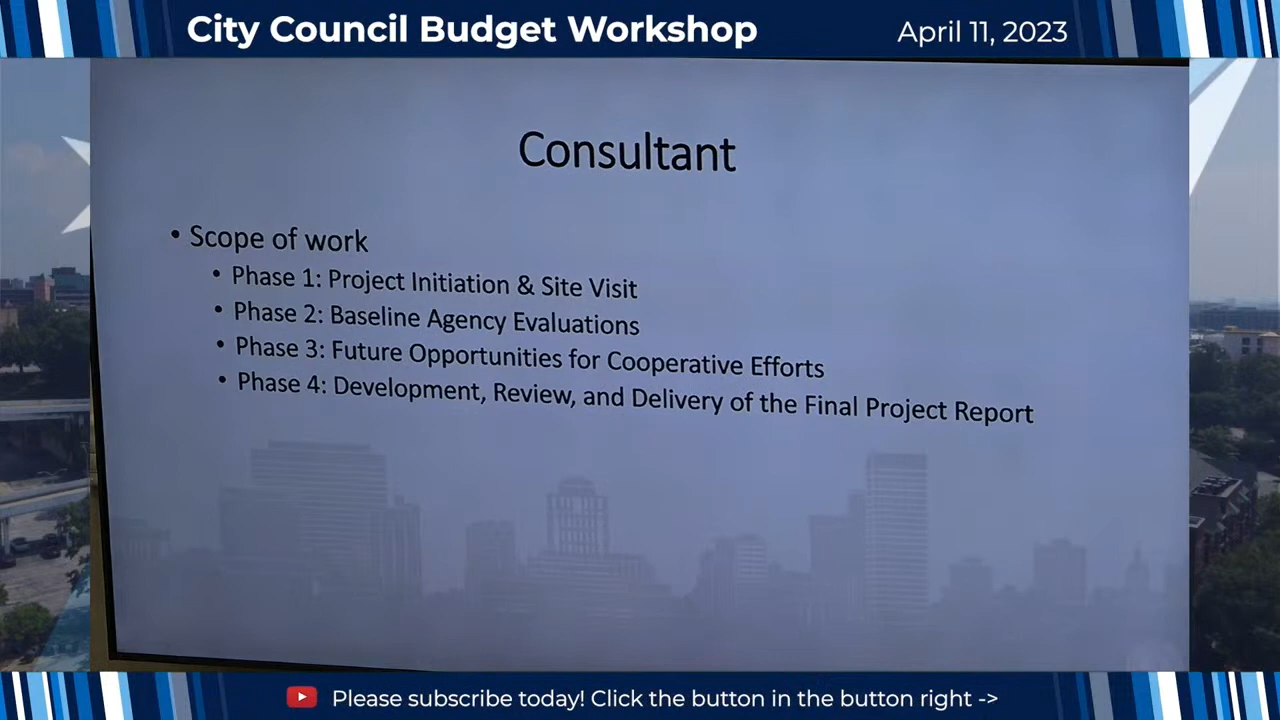 City Council Budget Workshop
April 11, 2023
Consultant
• Scope of work
• Phase 1: Project Initiation & Site Visit
• Phase 2: Baseline Agency Evaluations
• Phase 3: Future Opportunities for Cooperative Efforts
• Phase 4: Development, Review, and Delivery of the Final Project Report
Please subscribe today! Click the button in the button right ->